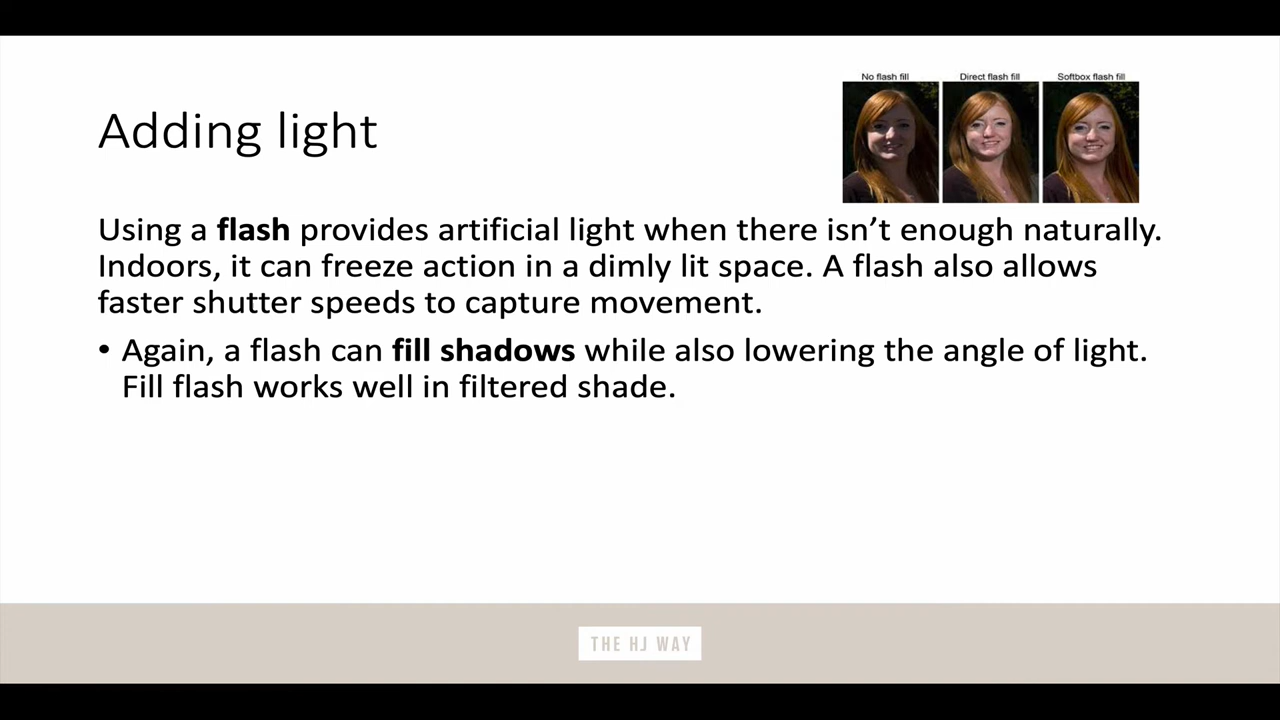 No flash fill Direct flash fill Softbox flash fill
Adding light
Using a flash provides artificial light when there isn’t enough naturally.
Indoors, it can freeze action in a dimly lit space. A flash also allows
faster shutter speeds to capture movement.
• Again, a flash can fill shadows while also lowering the angle of light.
Fill flash works well in filtered shade.
THE HJ WAY